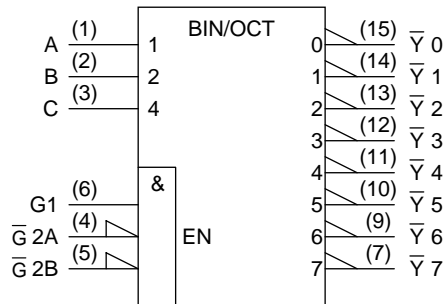 BIN/OCT
A (1) 1
B (2) 2
C (3) 4
0 (15) Y̅ 0
1 (14) Y̅ 1
2 (13) Y̅ 2
3 (12) Y̅ 3
4 (11) Y̅ 4
5 (10) Y̅ 5
6 (9) Y̅ 6
7 (7) Y̅ 7
&
G1 (6)
G̅ 2A (4)
G̅ 2B (5)
EN